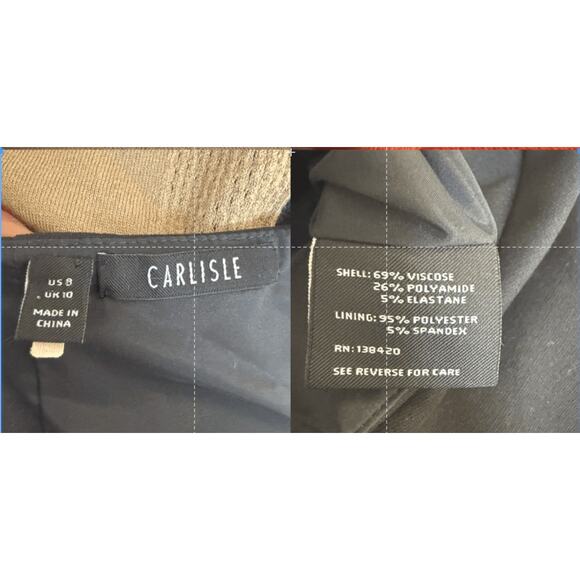 CARLISLE
US 8
UK 10
MADE IN
CHINA
SHELL: 69% VISCOSE
26% POLYAMIDE
5% ELASTANE
LINING: 95% POLYESTER
5% SPANDEX
RN: 138420
SEE REVERSE FOR CARE